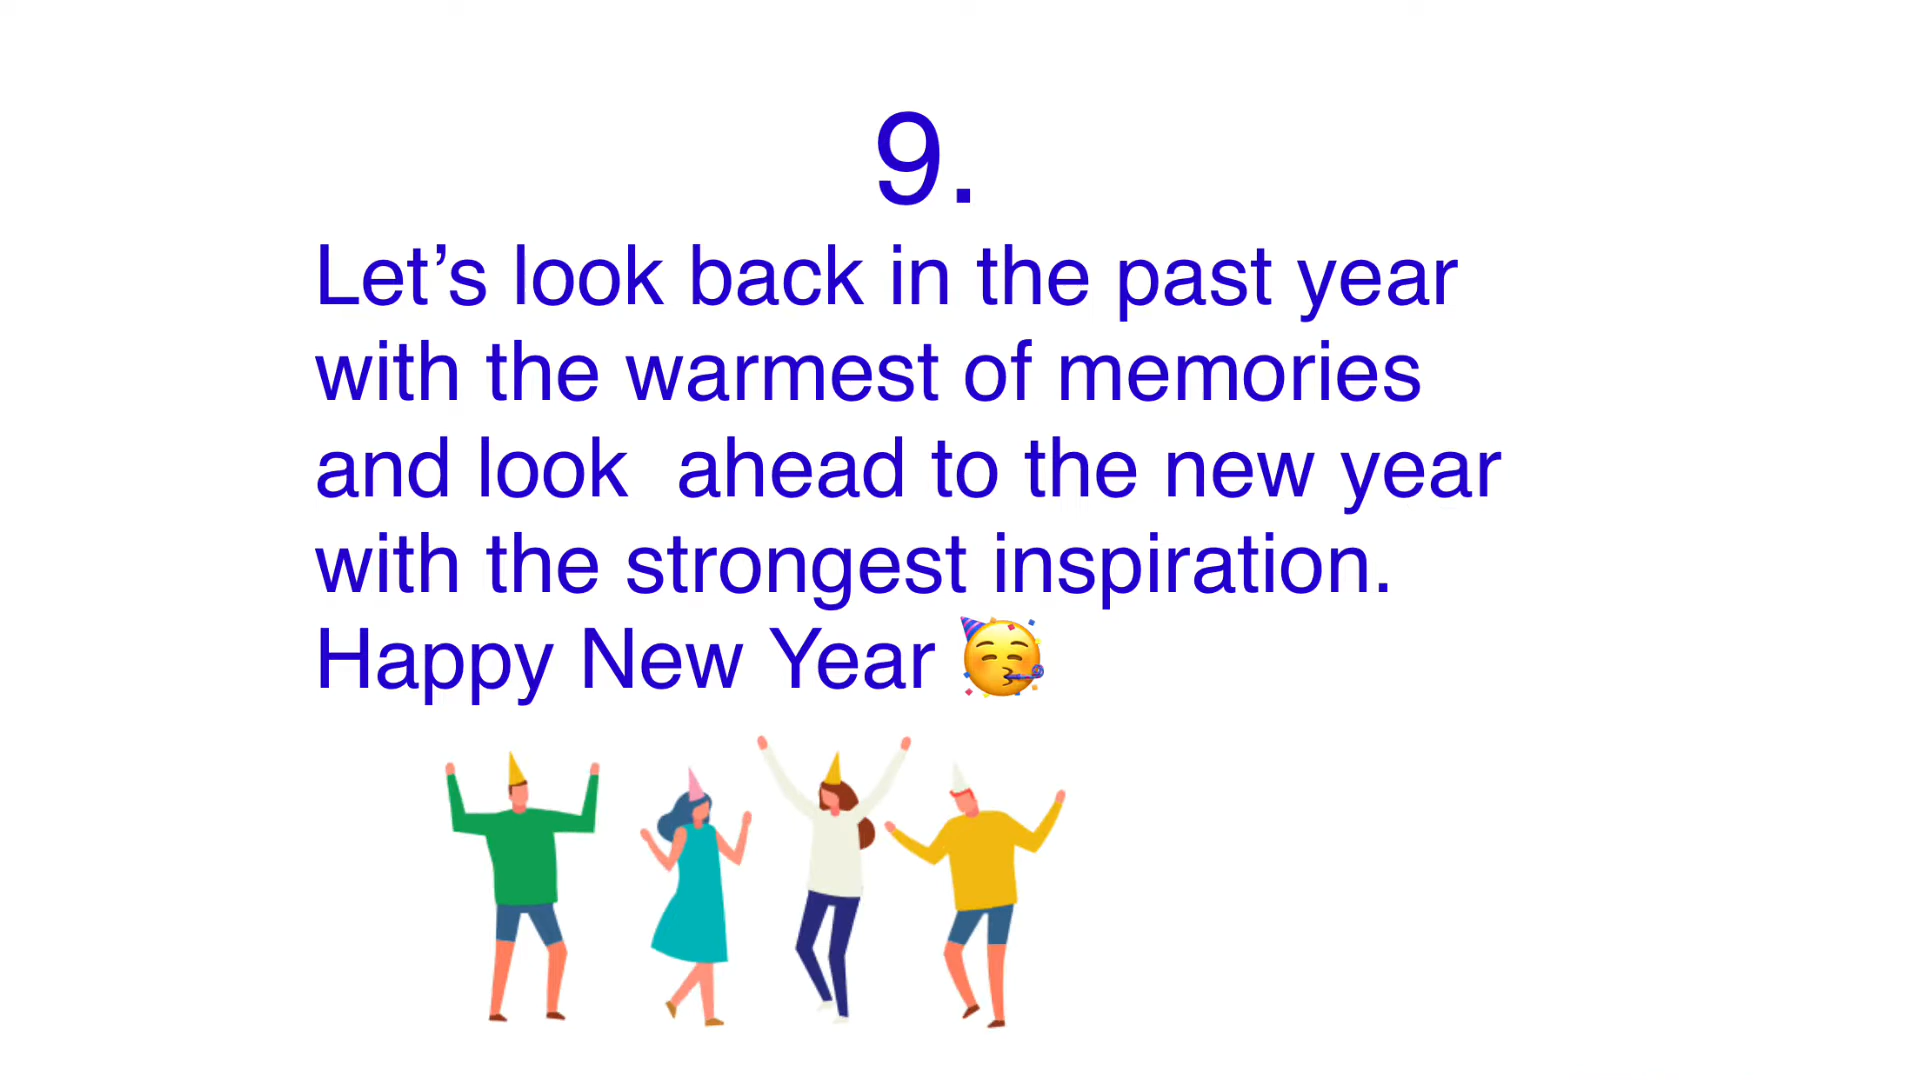 9.
Let’s look back in the past year
with the warmest of memories
and look  ahead to the new year
with the strongest inspiration.
Happy New Year 🥳